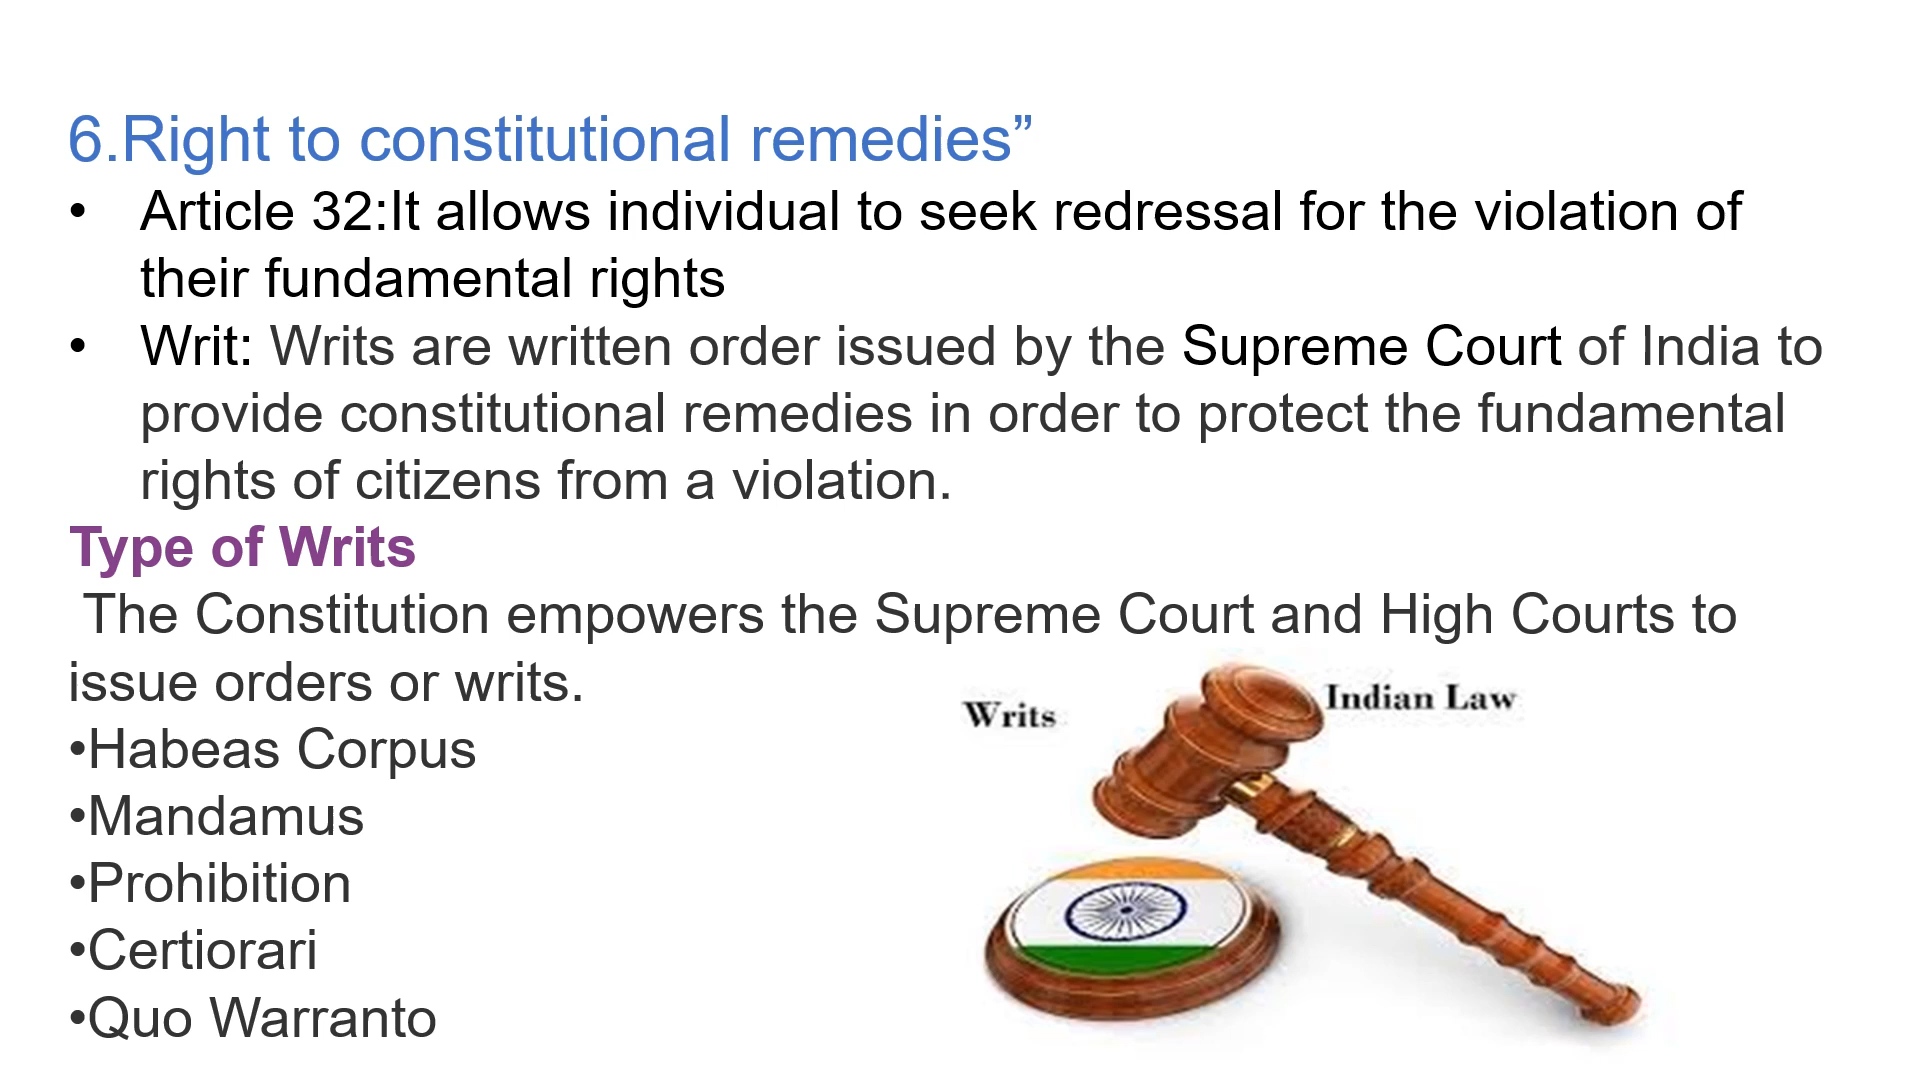 6.Right to constitutional remedies”
• Article 32:It allows individual to seek redressal for the violation of
their fundamental rights
• Writ: Writs are written order issued by the Supreme Court of India to
provide constitutional remedies in order to protect the fundamental
rights of citizens from a violation.
Type of Writs
The Constitution empowers the Supreme Court and High Courts to
issue orders or writs.
•Habeas Corpus
•Mandamus
•Prohibition
•Certiorari
•Quo Warranto
Writs
Indian Law